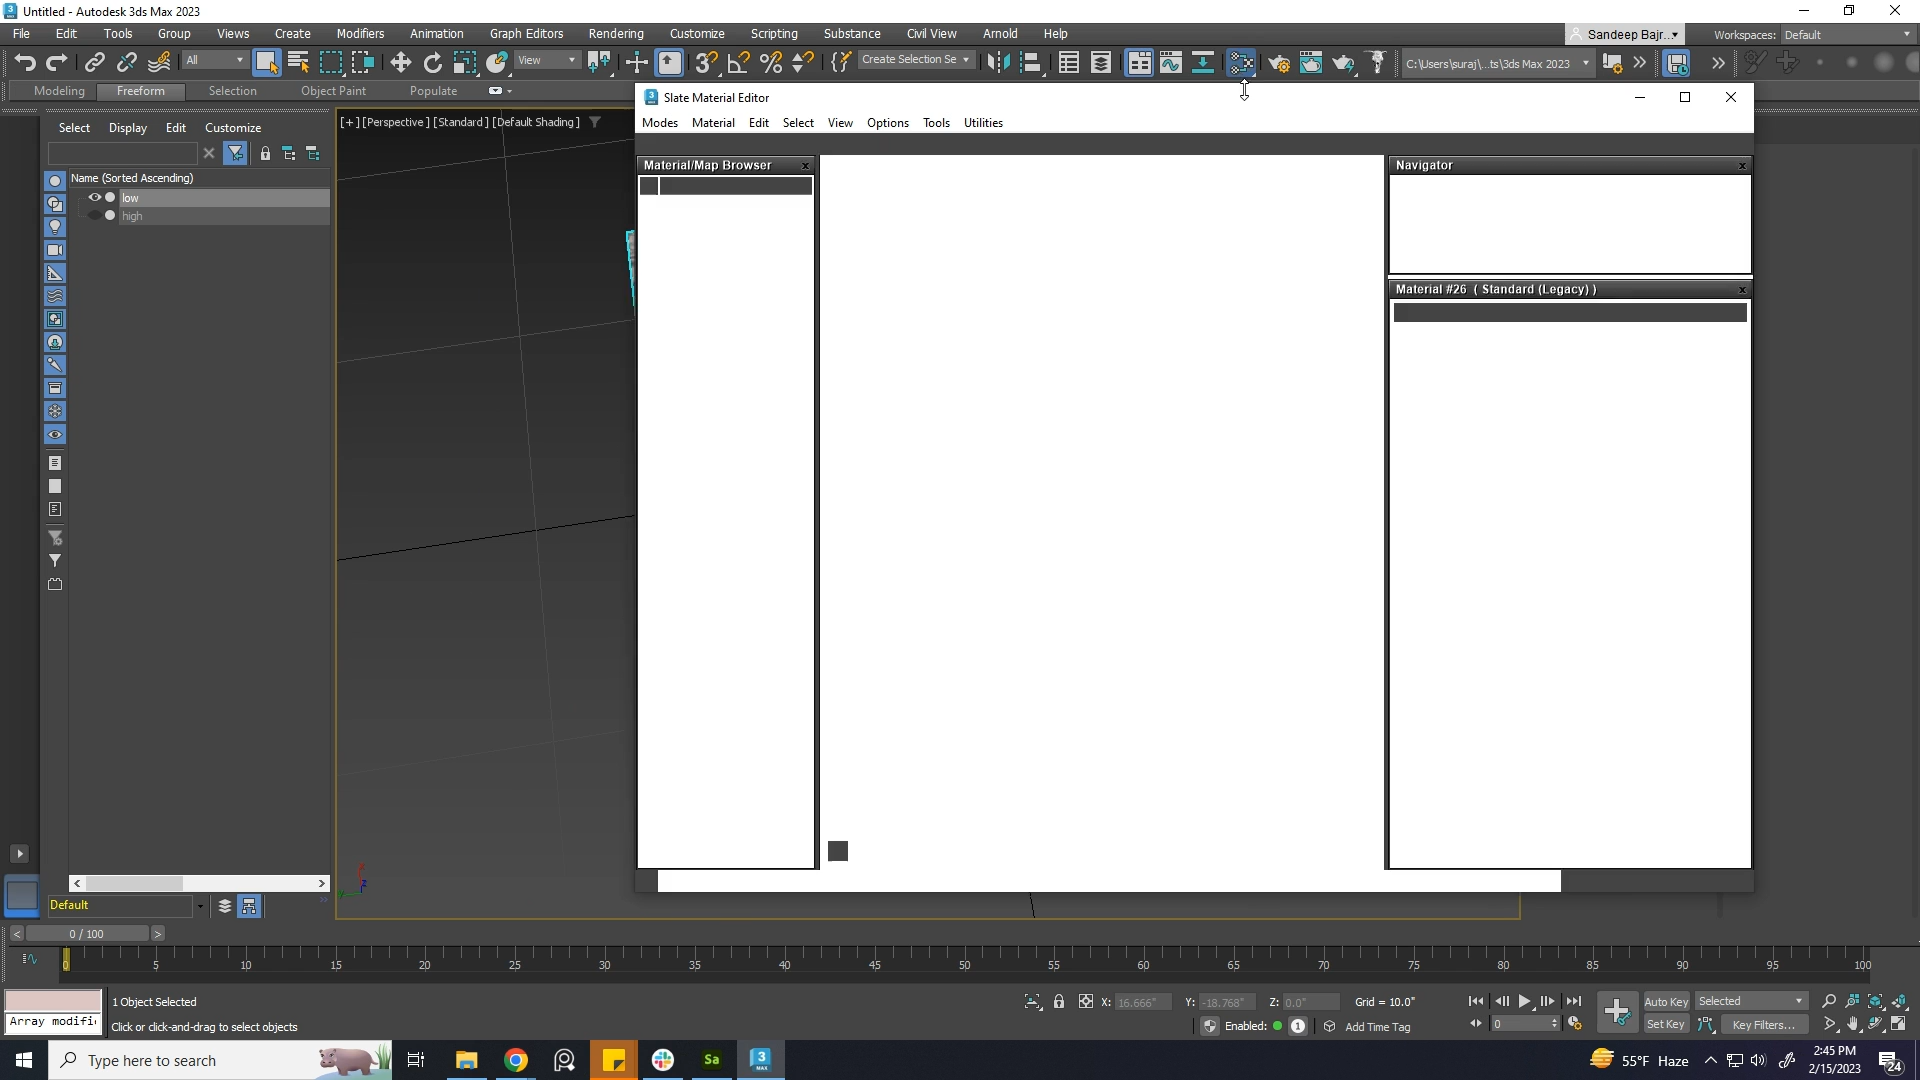 Untitled - Autodesk 3ds Max 2023
File Edit Tools Group Views Create Modifiers Animation Graph Editors Rendering Customize Scripting Substance Civil View Arnold Help
Sandeep Bajr... Workspaces: Default
All View Create Selection Se C:\Users\suraj\...ts\3ds Max 2023
Modeling Freeform Selection Object Paint Populate
Slate Material Editor
Modes Material Edit Select View Options Tools Utilities
Select Display Edit Customize
[+] [Perspective ] [Standard ] [Default Shading ]
Material/Map Browser
Navigator
Name (Sorted Ascending)
low
high
Material #26 ( Standard (Legacy) )
Default
0 / 100
0 5 10 15 20 25 30 35 40 45 50 55 60 65 70 75 80 85 90 95 100
1 Object Selected
X: 16.666" Y: -18.768" Z: 0.0" Grid = 10.0"
Auto Key Selected
Array modifi
Click or click-and-drag to select objects
Enabled: 1 Add Time Tag
0 Set Key Key Filters...
Type here to search
Sa
3 MAX
55°F Haze
2:45 PM
2/15/2023
24